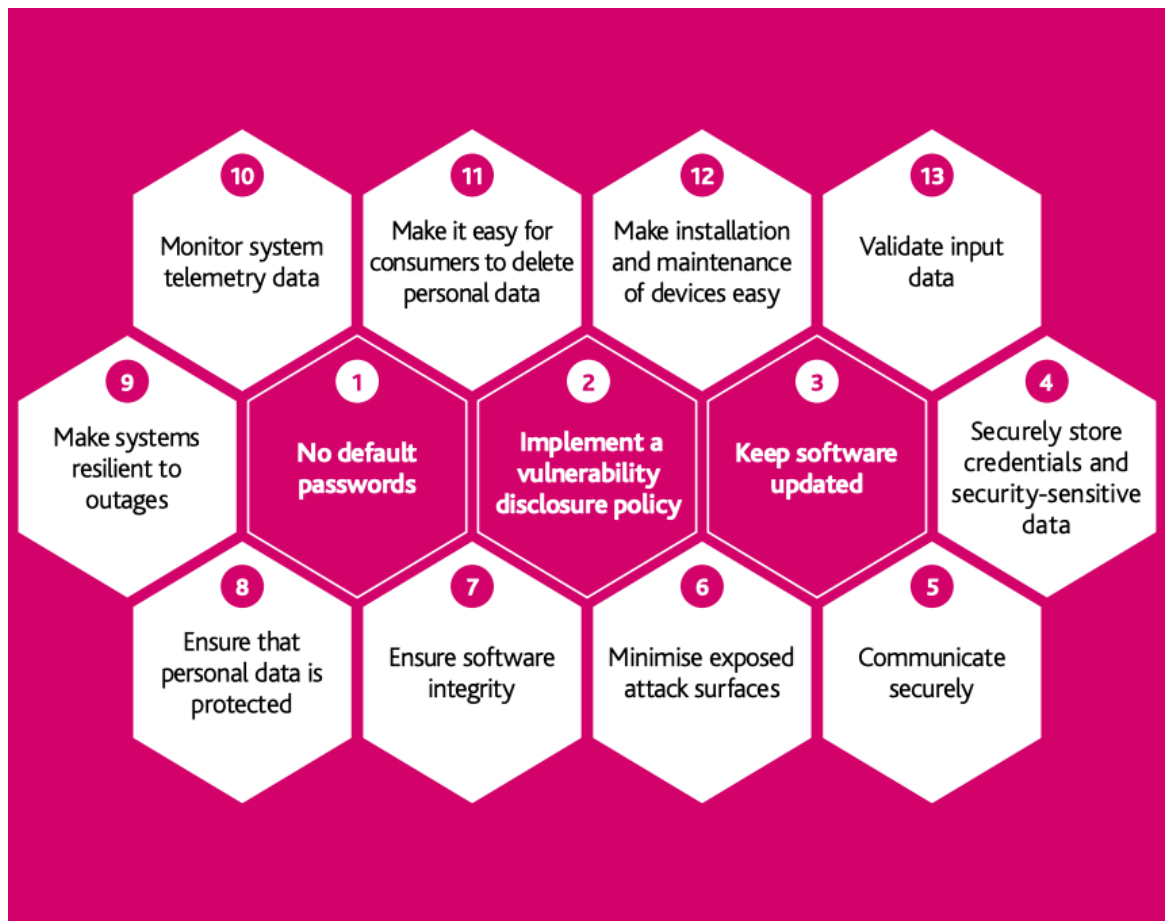 10
Monitor system
telemetry data
11
Make it easy for
consumers to delete
personal data
12
Make installation
and maintenance
of devices easy
13
Validate input
data
9
Make systems
resilient to
outages
1
No default
passwords
2
Implement a
vulnerability
disclosure policy
3
Keep software
updated
4
Securely store
credentials and
security-sensitive
data
8
Ensure that
personal data is
protected
7
Ensure software
integrity
6
Minimise exposed
attack surfaces
5
Communicate
securely